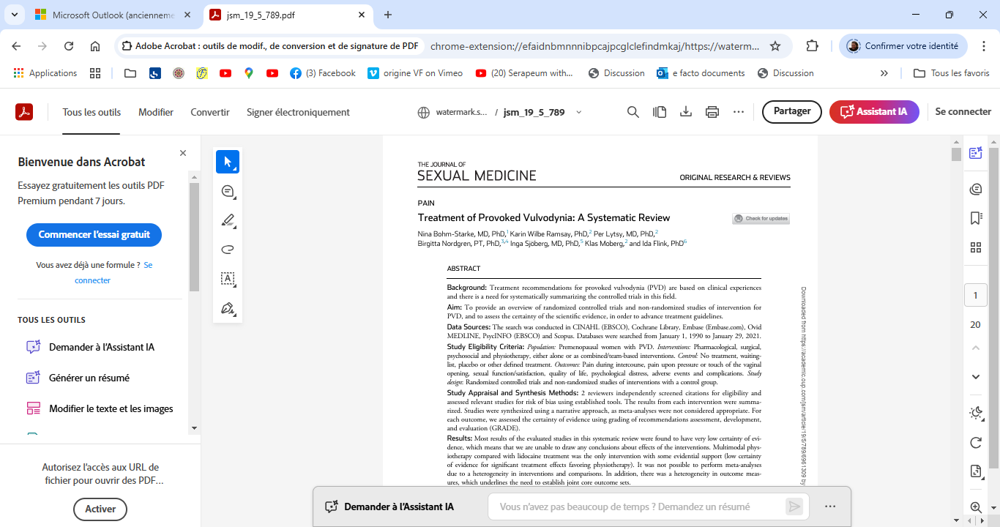 Microsoft Outlook (ancienneme
jsm_19_5_789.pdf
Adobe Acrobat : outils de modif., de conversion et de signature de PDF
chrome-extension://efaidnbmnnnibpcajpcglclefindmkaj/https://waterm...
Confirmer votre identité
Applications
(3) Facebook
origine VF on Vimeo
(20) Serapeum with...
Discussion
e facto documents
Discussion
Tous les favoris
Tous les outils
Modifier
Convertir
Signer électroniquement
watermark.s... / jsm_19_5_789
Partager
Assistant IA
Se connecter
Bienvenue dans Acrobat
Essayez gratuitement les outils PDF
Premium pendant 7 jours.
Commencer l'essai gratuit
Vous avez déjà une formule ? Se
connecter
TOUS LES OUTILS
Demander à l'Assistant IA
Générer un résumé
Modifier le texte et les images
Autorisez l'accès aux URL de
fichier pour ouvrir des PDF...
Activer
THE JOURNAL OF
SEXUAL MEDICINE
ORIGINAL RESEARCH & REVIEWS
PAIN
Treatment of Provoked Vulvodynia: A Systematic Review
Check for updates
Nina Bohm-Starke, MD, PhD,1 Karin Wilbe Ramsay, PhD,2 Per Lytsy, MD, PhD,2
Birgitta Nordgren, PT, PhD,3,4 Inga Sjöberg, MD, PhD,5 Klas Moberg,2 and Ida Flink, PhD6
ABSTRACT
Background: Treatment recommendations for provoked vulvodynia (PVD) are based on clinical experiences
and there is a need for systematically summarizing the controlled trials in this field.
Aim: To provide an overview of randomized controlled trials and non-randomized studies of intervention for
PVD, and to assess the certainty of the scientific evidence, in order to advance treatment guidelines.
Data Sources: The search was conducted in CINAHL (EBSCO), Cochrane Library, Embase (Embase.com), Ovid
MEDLINE, PsycINFO (EBSCO) and Scopus. Databases were searched from January 1, 1990 to January 29, 2021.
Study Eligibility Criteria: Population: Premenopausal women with PVD. Interventions: Pharmacological, surgical,
psychosocial and physiotherapy, either alone or as combined/team-based interventions. Control: No treatment, waiting-
list, placebo or other defined treatment. Outcomes: Pain during intercourse, pain upon pressure or touch of the vaginal
opening, sexual function/satisfaction, quality of life, psychological distress, adverse events and complications. Study
design: Randomized controlled trials and non-randomized studies of interventions with a control group.
Study Appraisal and Synthesis Methods: 2 reviewers independently screened citations for eligibility and
assessed relevant studies for risk of bias using established tools. The results from each intervention were summa-
rized. Studies were synthesized using a narrative approach, as meta-analyses were not considered appropriate. For
each outcome, we assessed the certainty of evidence using grading of recommendations assessment, development,
and evaluation (GRADE).
Results: Most results of the evaluated studies in this systematic review were found to have very low certainty of evi-
dence, which means that we are unable to draw any conclusions about effects of the interventions. Multimodal phys-
iotherapy compared with lidocaine treatment was the only intervention with some evidential support (low certainty
of evidence for significant treatment effects favoring physiotherapy). It was not possible to perform meta-analyses
due to a heterogeneity in interventions and comparisons. In addition, there was a heterogeneity in outcome meas-
ures, which underlines the need to establish joint core outcome sets.
Downloaded from https://academic.oup.com/jsm/article/19/5/789/6961309 by
Demander à l'Assistant IA
Vous n'avez pas beaucoup de temps ? Demandez un résumé
1
20